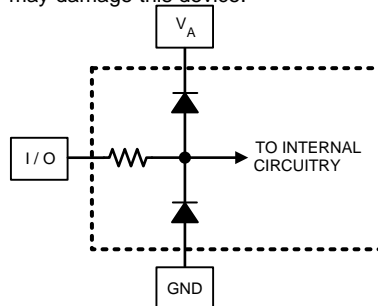 may damage this device.
V_A
I / O
TO INTERNAL
CIRCUITRY
GND